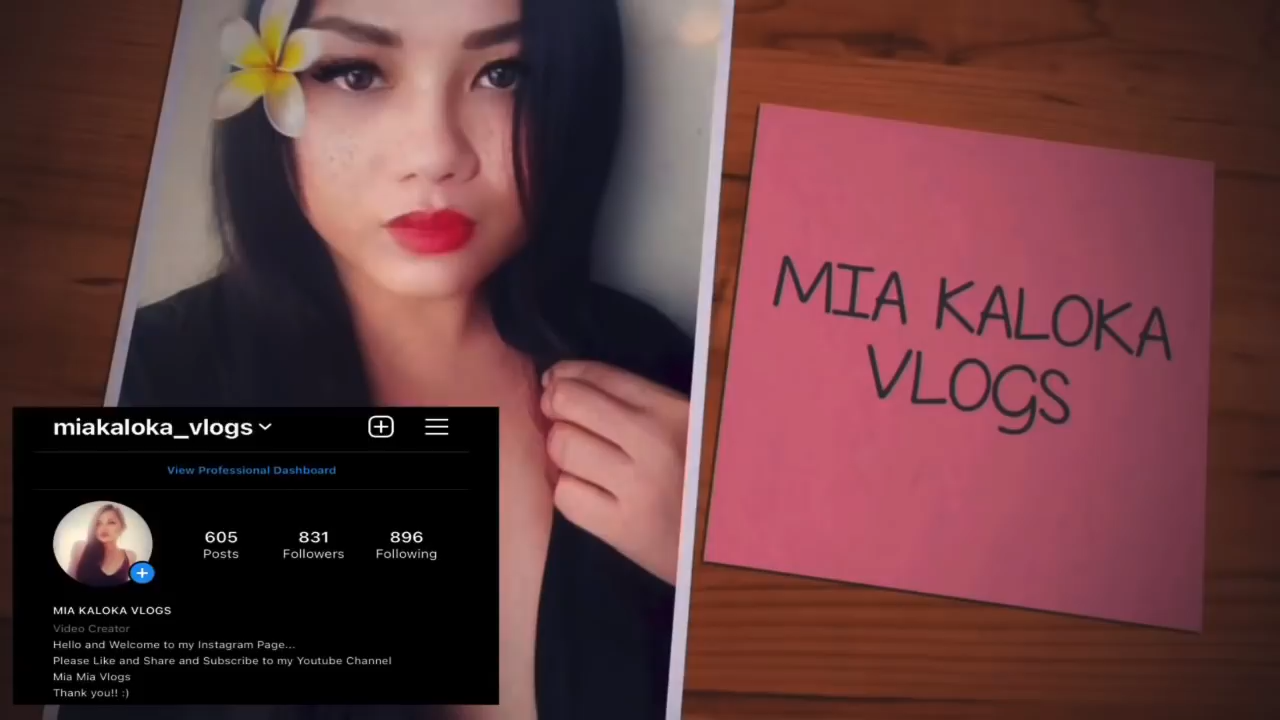 MIA KALOKA
VLOGS
miakaloka_vlogs
View Professional Dashboard
605 831 896
Posts Followers Following
MIA KALOKA VLOGS
Video Creator
Hello and Welcome to my Instagram Page...
Please Like and Share and Subscribe to my Youtube Channel
Mia Mia Vlogs
Thank you!! :)